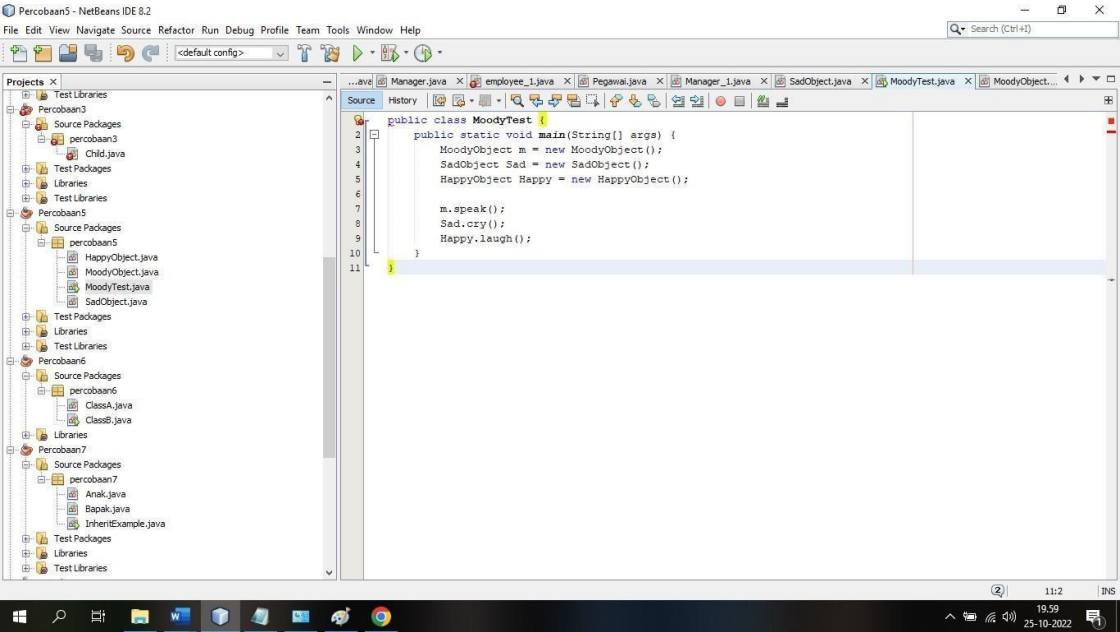 Percobaan5 - NetBeans IDE 8.2
File Edit View Navigate Source Refactor Run Debug Profile Team Tools Window Help
Search (Ctrl+I)
<default config>
Projects
...ava Manager.java employee_1.java Pegawai.java Manager_1.java SadObject.java MoodyTest.java MoodyObject....
Source History
Test Libraries
Percobaan3
Source Packages
percobaan3
Child.java
Test Packages
Libraries
Test Libraries
Percobaan5
Source Packages
percobaan5
HappyObject.java
MoodyObject.java
MoodyTest.java
SadObject.java
Test Packages
Libraries
Test Libraries
Percobaan6
Source Packages
percobaan6
ClassA.java
ClassB.java
Libraries
Percobaan7
Source Packages
percobaan7
Anak.java
Bapak.java
InheritExample.java
Test Packages
Libraries
Test Libraries
public class MoodyTest {
2 public static void main(String[] args) {
3 MoodyObject m = new MoodyObject();
4 SadObject Sad = new SadObject();
5 HappyObject Happy = new HappyObject();
6
7 m.speak();
8 Sad.cry();
9 Happy.laugh();
10 }
11 }
2 11:2 INS
19.59
25-10-2022
1